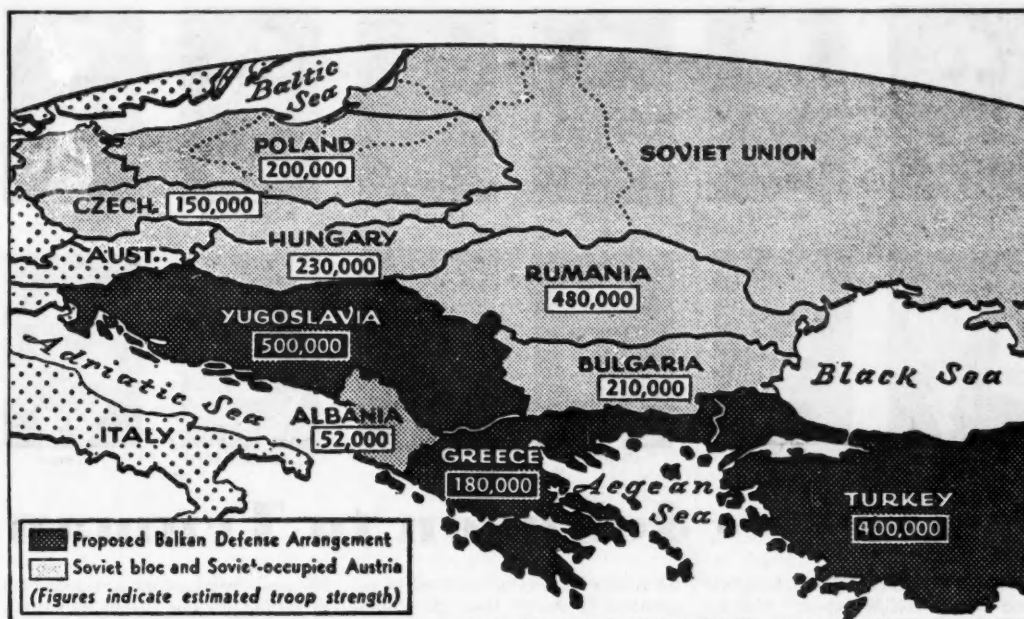 Baltic
Sea
POLAND
200,000
SOVIET UNION
CZECH. 150,000
HUNGARY
230,000
AUST.
RUMANIA
480,000
YUGOSLAVIA
500,000
BULGARIA
210,000
Black Sea
Adriatic Sea
ALBANIA
52,000
ITALY
GREECE
180,000
Aegean
Sea
TURKEY
400,000
Proposed Balkan Defense Arrangement
Soviet bloc and Soviet-occupied Austria
(Figures indicate estimated troop strength)